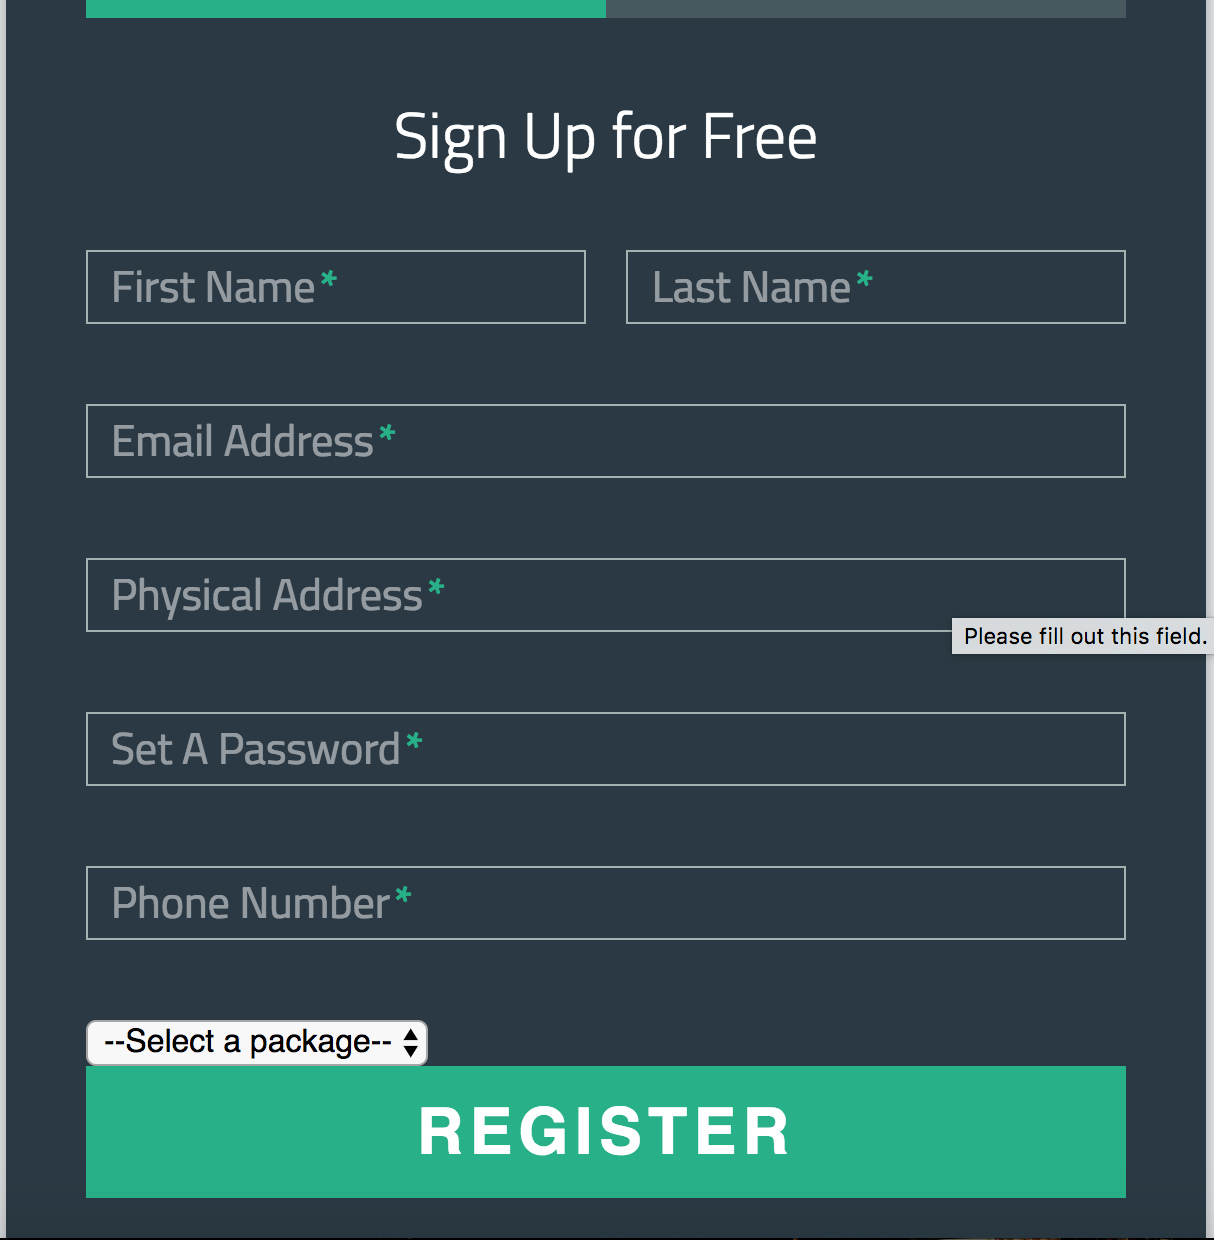 Sign Up for Free
First Name*
Last Name*
Email Address*
Physical Address*
Please fill out this field.
Set A Password*
Phone Number*
--Select a package--
REGISTER